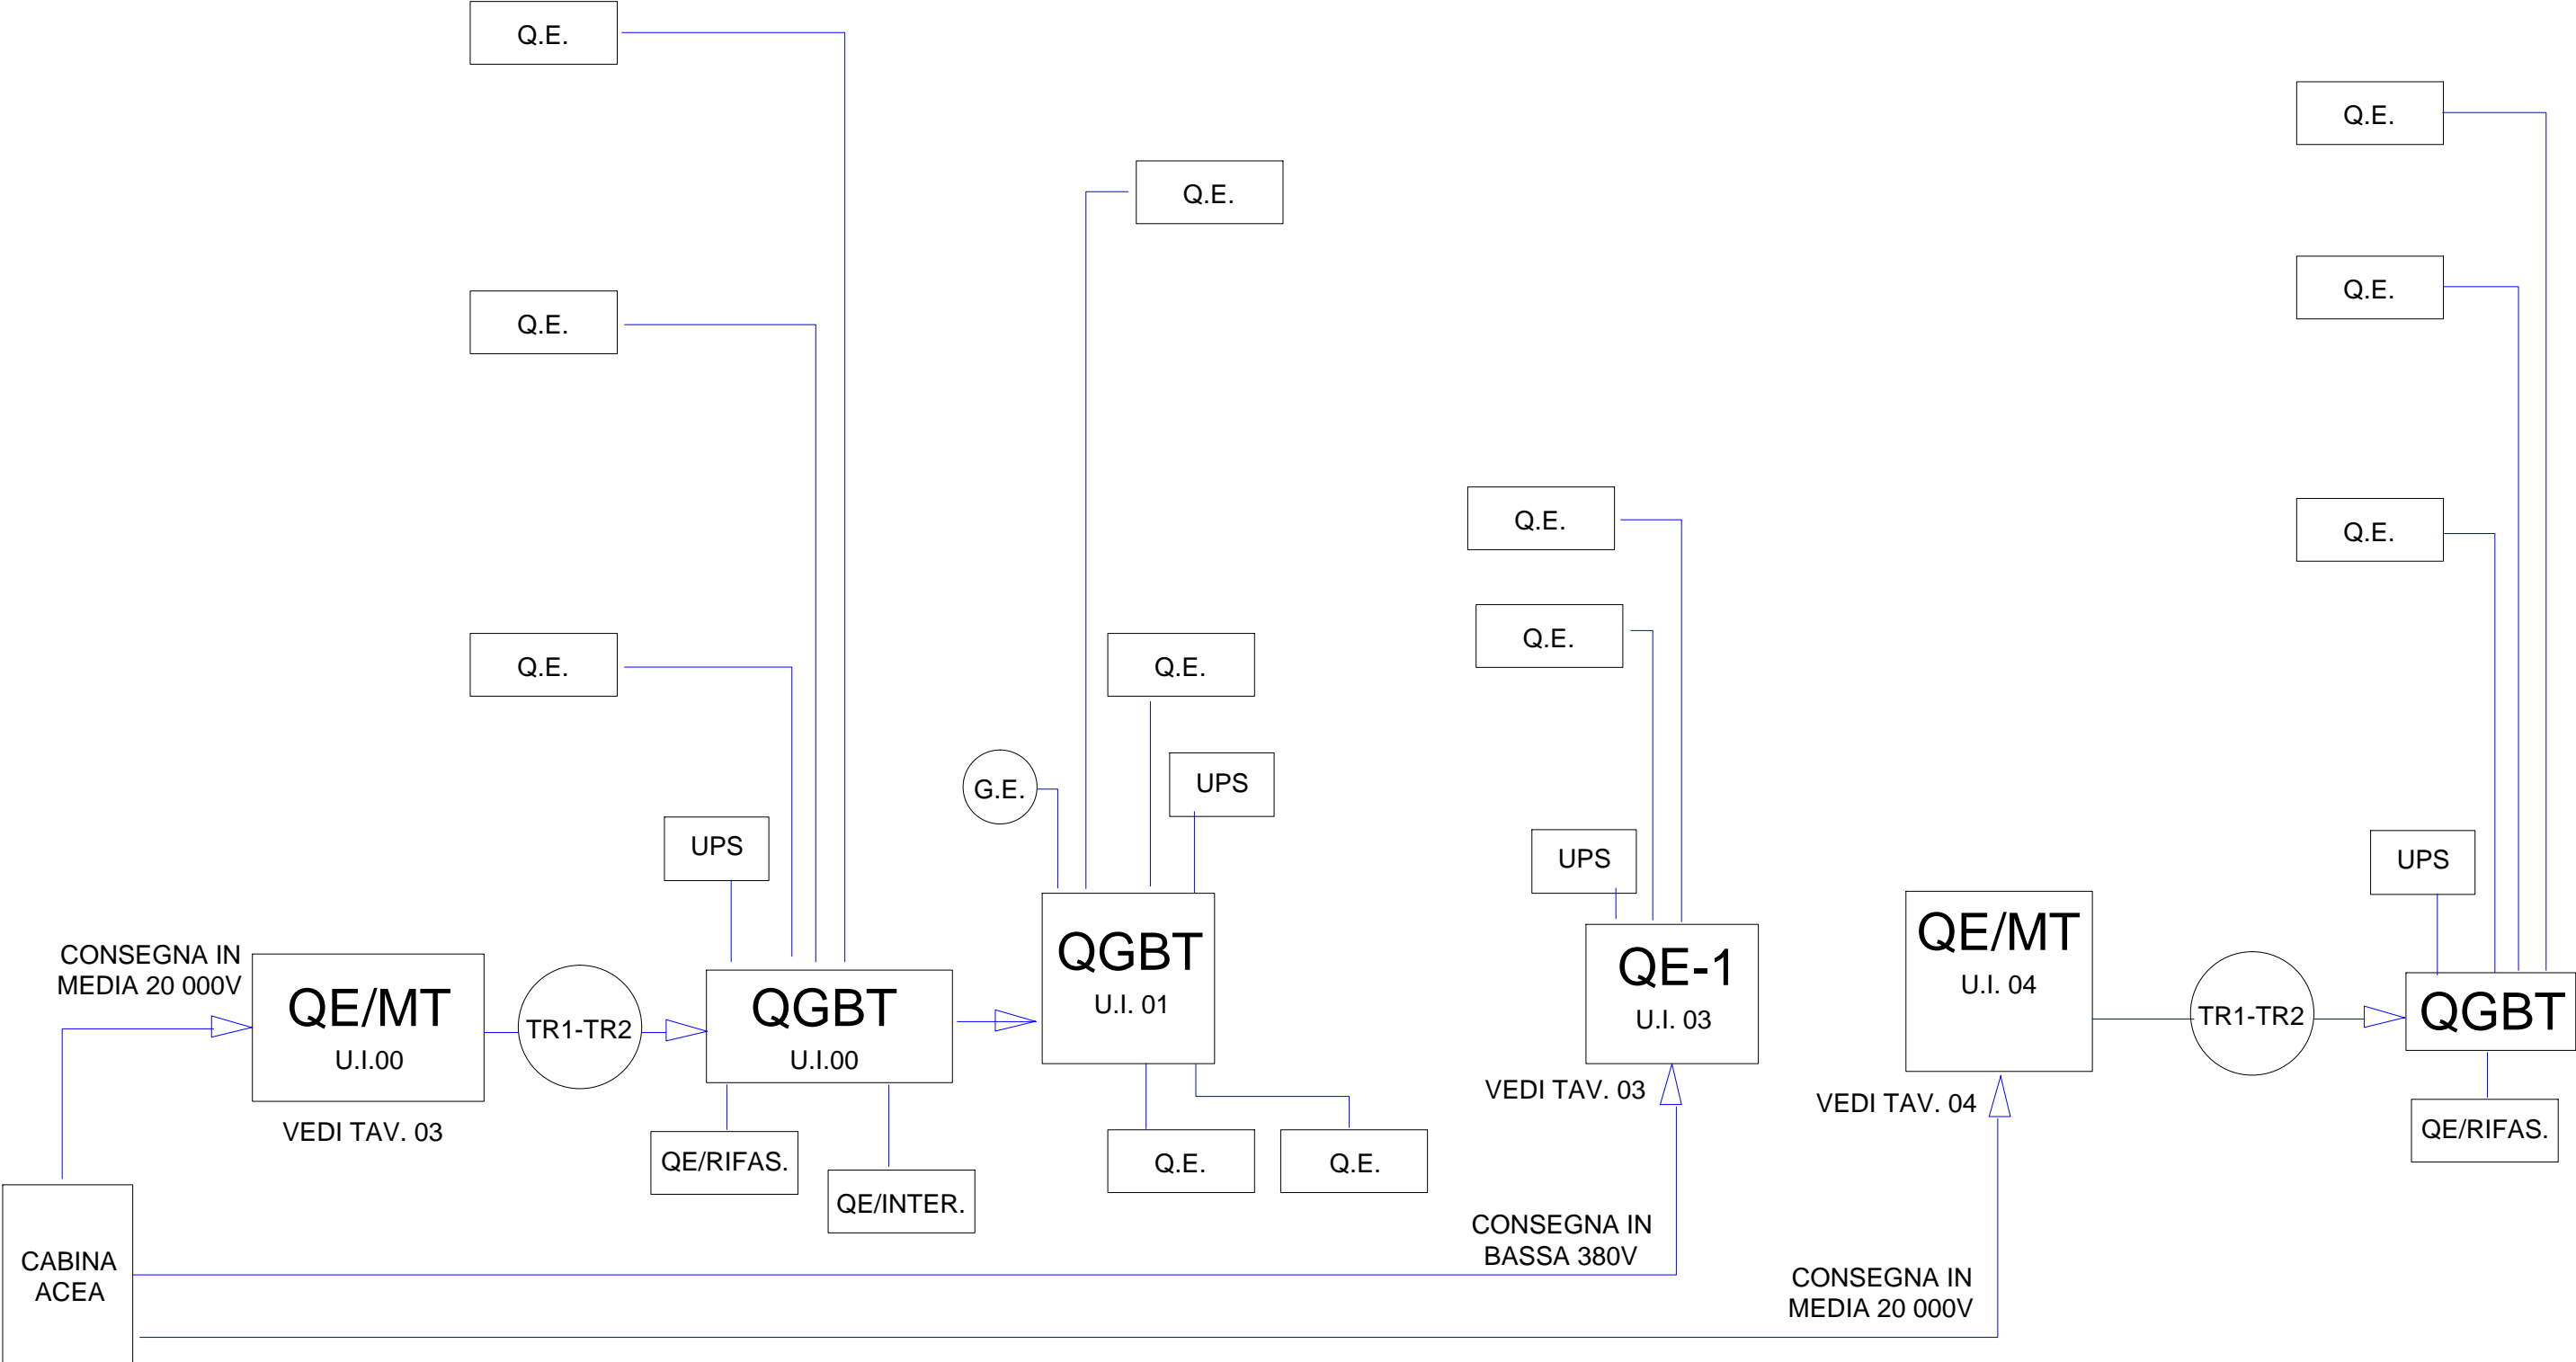 Q.E.
Q.E.
Q.E.
Q.E.
Q.E.
Q.E.
Q.E.
Q.E.
Q.E.
Q.E.
G.E.
UPS
UPS
UPS
UPS
CONSEGNA IN
MEDIA 20 000V
QE/MT
U.I.00
VEDI TAV. 03
TR1-TR2
QGBT
U.I.00
QGBT
U.I. 01
QE-1
U.I. 03
VEDI TAV. 03
QE/MT
U.I. 04
VEDI TAV. 04
TR1-TR2
QGBT
QE/RIFAS.
QE/INTER.
Q.E.
Q.E.
QE/RIFAS.
CABINA
ACEA
CONSEGNA IN
BASSA 380V
CONSEGNA IN
MEDIA 20 000V